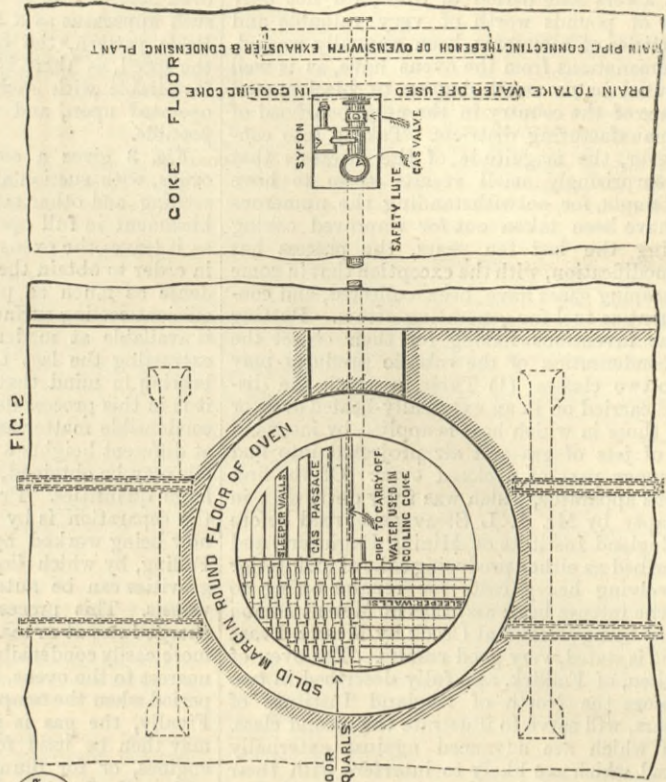 FIG. 2
COKE FLOOR
MAIN PIPE CONNECTING THE BENCH OF OVENS WITH EXHAUSTER & CONDENSING PLANT
DRAIN TO TAKE WATER OFF USED IN COOLING COKE
SYFON
GAS VALVE
SAFETY LUTE
SOLID MARGIN ROUND FLOOR OF OVEN
SLEEPER WALLS
GAS PASSAGE
PIPE TO CARRY OFF
WATER USED IN
COOLING COKE
SLEEPER WALLS
OOR
QUARLS